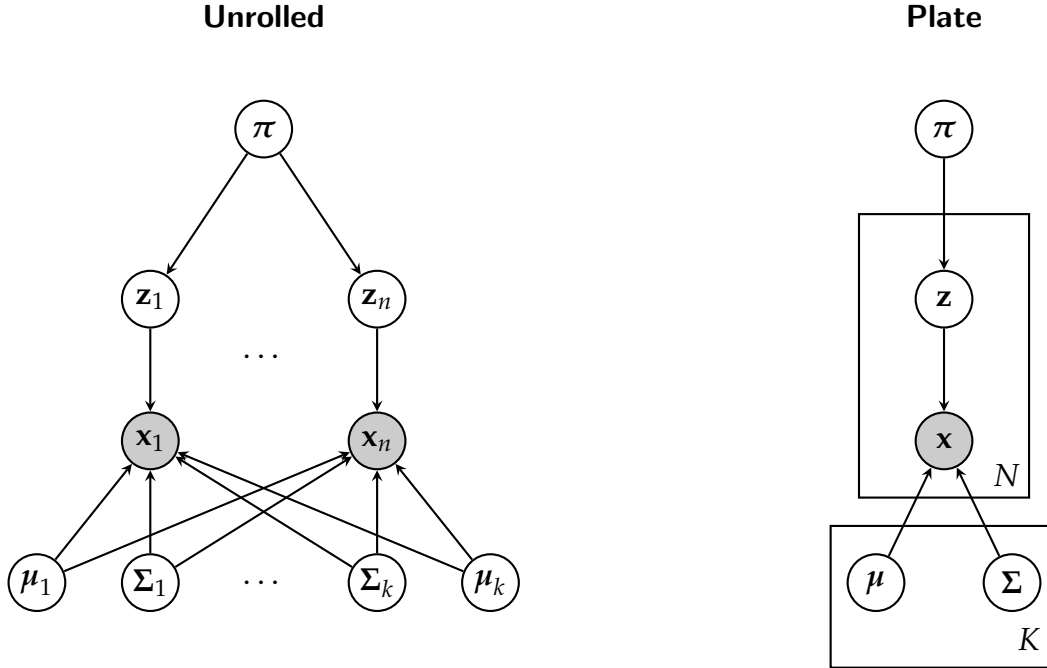 Unrolled Plate
π π
z₁ zₙ z
... 
x₁ xₙ x
N
μ₁ Σ₁ ... Σₖ μₖ μ Σ
K